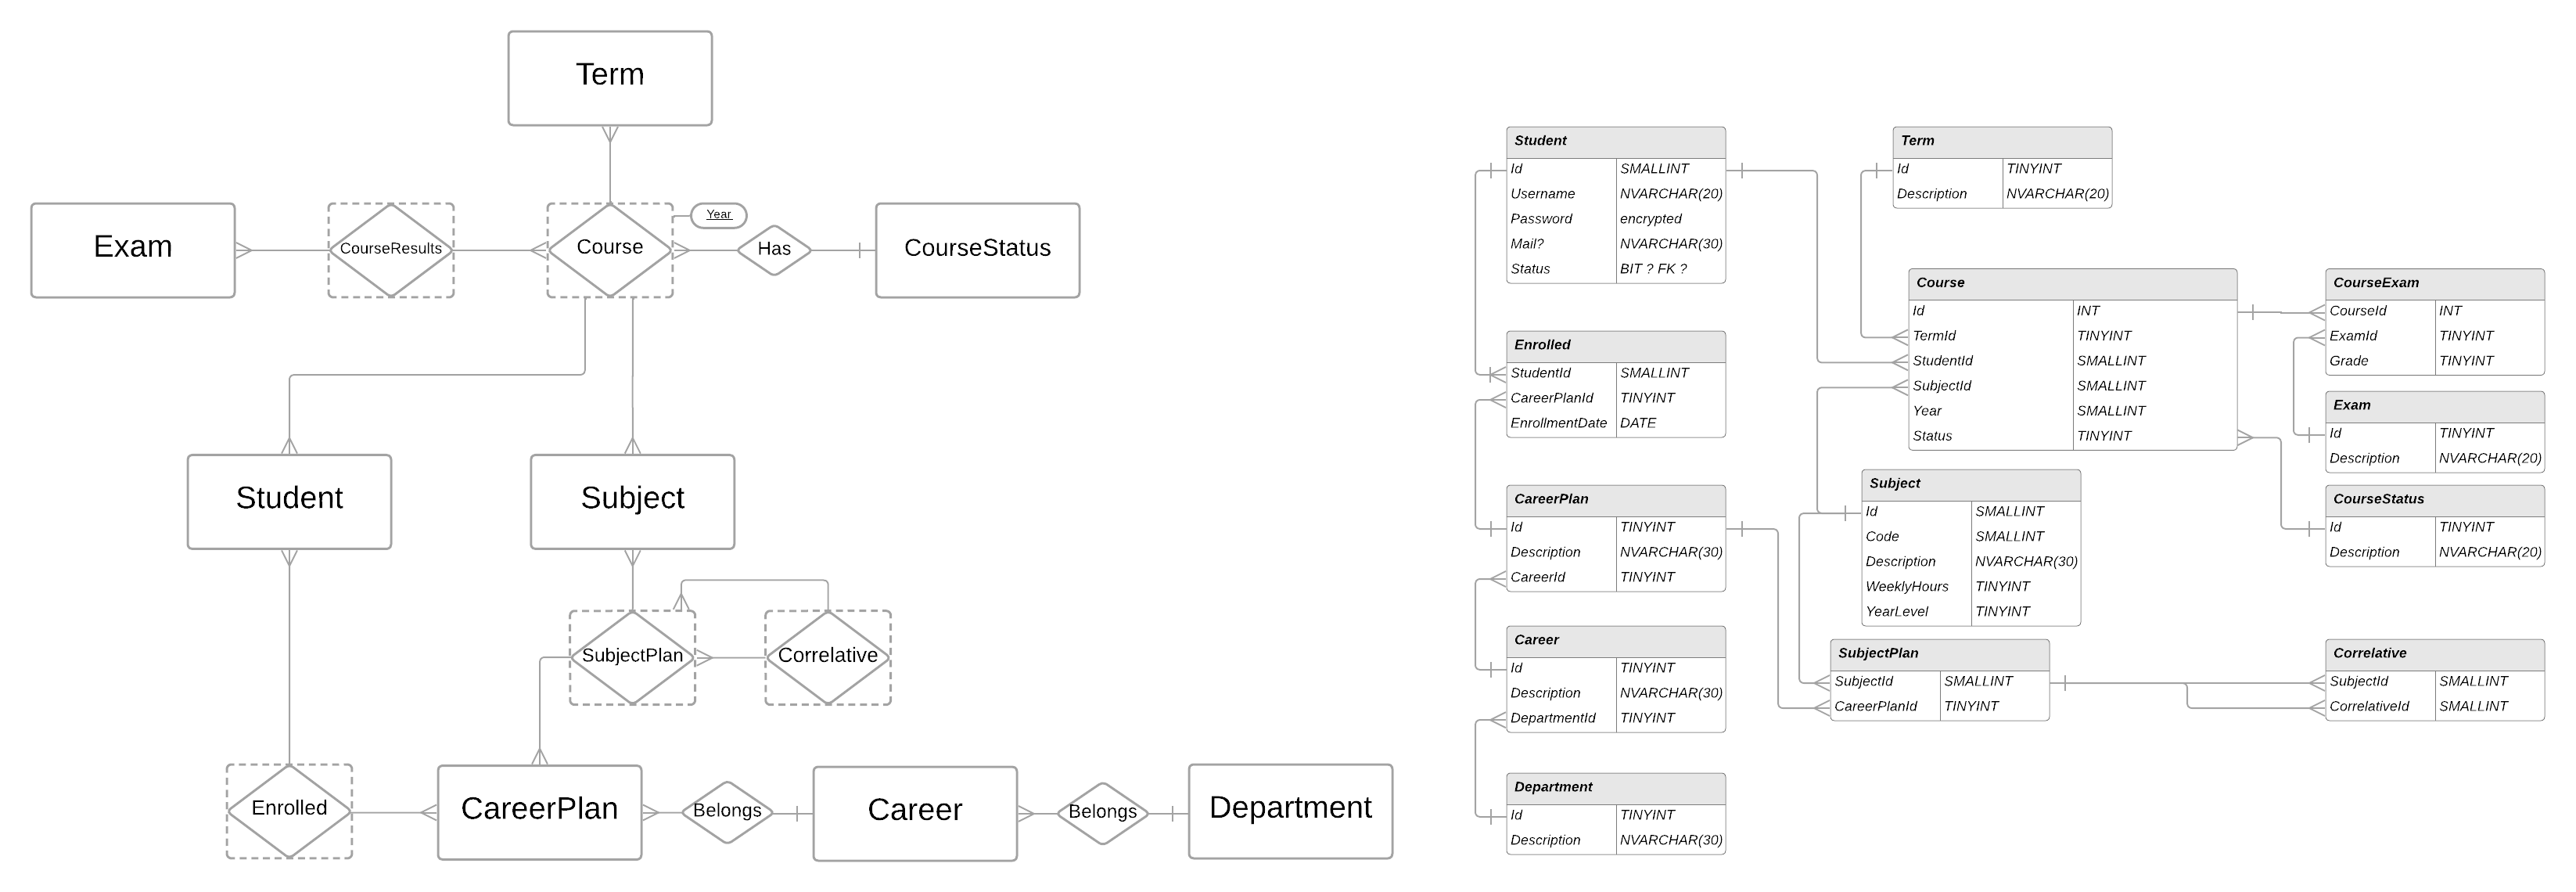 Term
Exam
CourseResults
Course
Year
Has
CourseStatus
Student
Subject
SubjectPlan
Correlative
Enrolled
CareerPlan
Belongs
Career
Belongs
Department
Student
Id SMALLINT
Username NVARCHAR(20)
Password encrypted
Mail? NVARCHAR(30)
Status BIT ? FK ?
Enrolled
StudentId SMALLINT
CareerPlanId TINYINT
EnrollmentDate DATE
CareerPlan
Id TINYINT
Description NVARCHAR(30)
CareerId TINYINT
Career
Id TINYINT
Description NVARCHAR(30)
DepartmentId TINYINT
Department
Id TINYINT
Description NVARCHAR(30)
Term
Id TINYINT
Description NVARCHAR(20)
Course
Id INT
TermId TINYINT
StudentId SMALLINT
SubjectId SMALLINT
Year SMALLINT
Status TINYINT
Subject
Id SMALLINT
Code SMALLINT
Description NVARCHAR(30)
WeeklyHours TINYINT
YearLevel TINYINT
SubjectPlan
SubjectId SMALLINT
CareerPlanId TINYINT
CourseExam
CourseId INT
ExamId TINYINT
Grade TINYINT
Exam
Id TINYINT
Description NVARCHAR(20)
CourseStatus
Id TINYINT
Description NVARCHAR(20)
Correlative
SubjectId SMALLINT
CorrelativeId SMALLINT